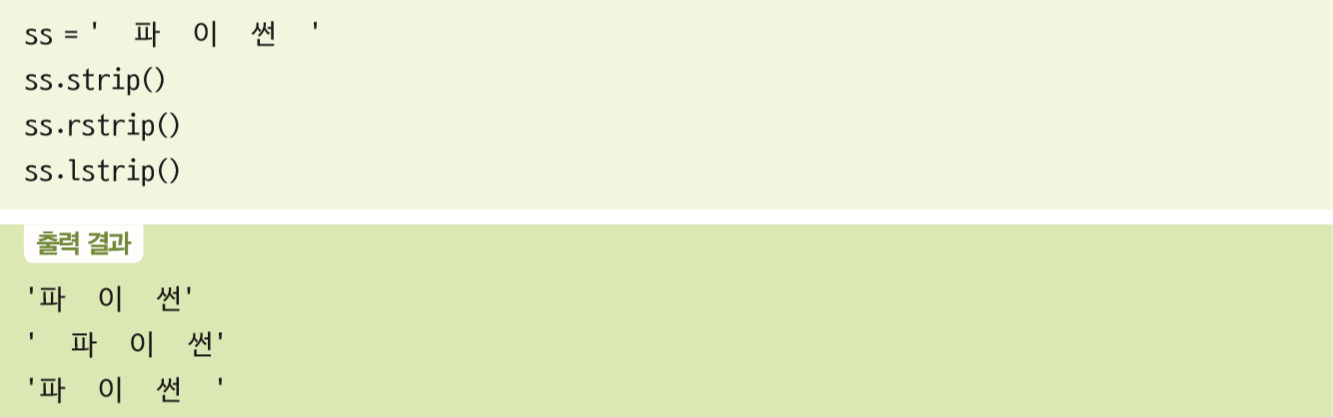 ss = '  파  이  썬  '
ss.strip()
ss.rstrip()
ss.lstrip()
출력 결과
'파  이  썬'
'  파  이  썬'
'파  이  썬  '